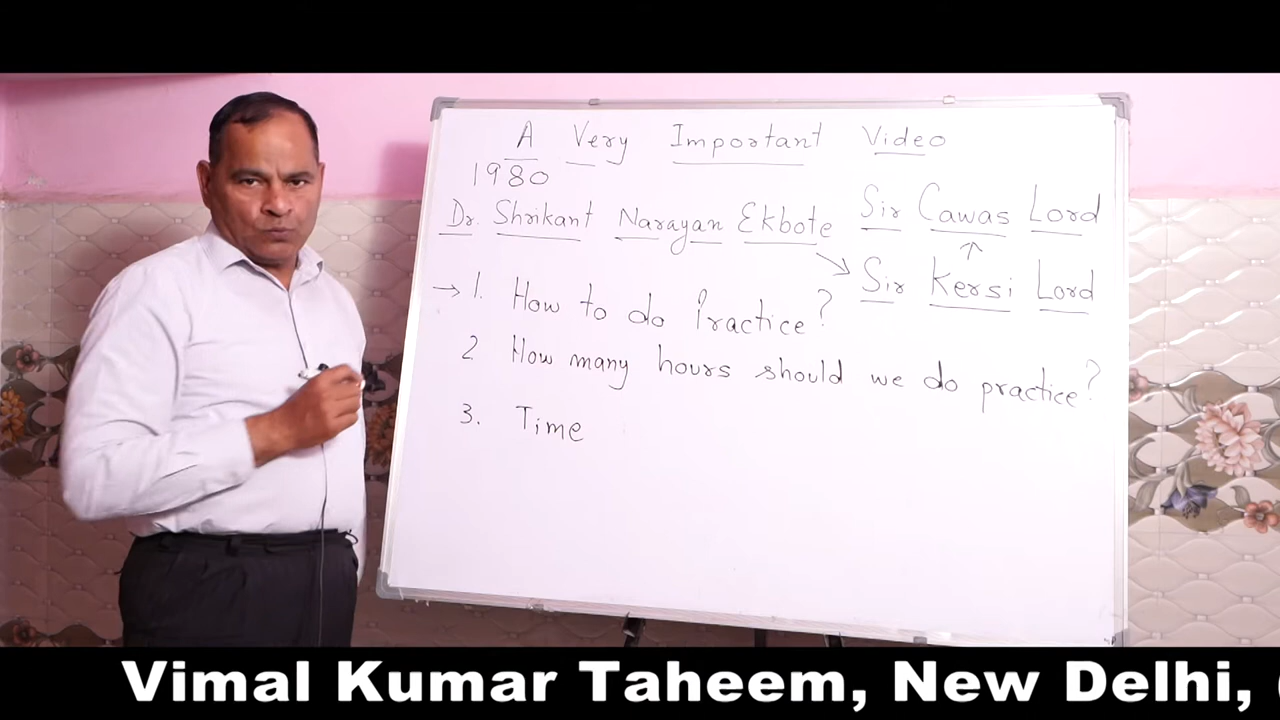 A Very Important Video
1980
Dr. Shrikant Narayan Ekbote
Sir Cawas Lord
↑
→ Sir Kersi Lord
→ 1. How to do Practice?
2 How many hours should we do practice?
3. Time
Vimal Kumar Taheem, New Delhi,